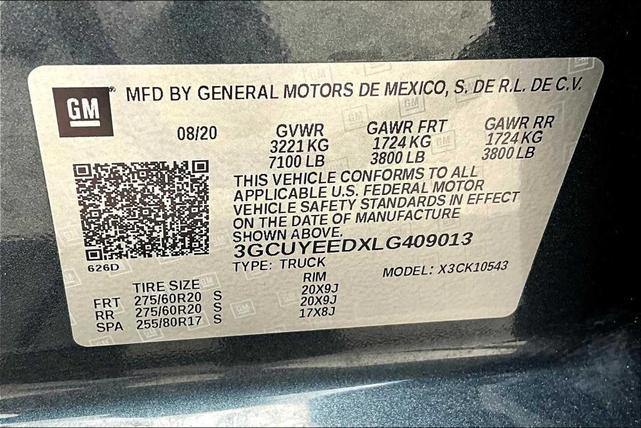 GM MFD BY GENERAL MOTORS DE MEXICO, S. DE R.L. DE C.V.
08/20 GVWR GAWR FRT GAWR RR
3221 KG 1724 KG 1724 KG
7100 LB 3800 LB 3800 LB
THIS VEHICLE CONFORMS TO ALL
APPLICABLE U.S. FEDERAL MOTOR
VEHICLE SAFETY STANDARDS IN EFFECT
ON THE DATE OF MANUFACTURE
SHOWN ABOVE.
3GCUYEEDXLG409013
626D TYPE: TRUCK MODEL: X3CK10543
TIRE SIZE RIM
FRT 275/60R20 S 20X9J
RR 275/60R20 S 20X9J
SPA 255/80R17 S 17X8J